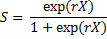 S = exp(rX) / 1 + exp(rX)